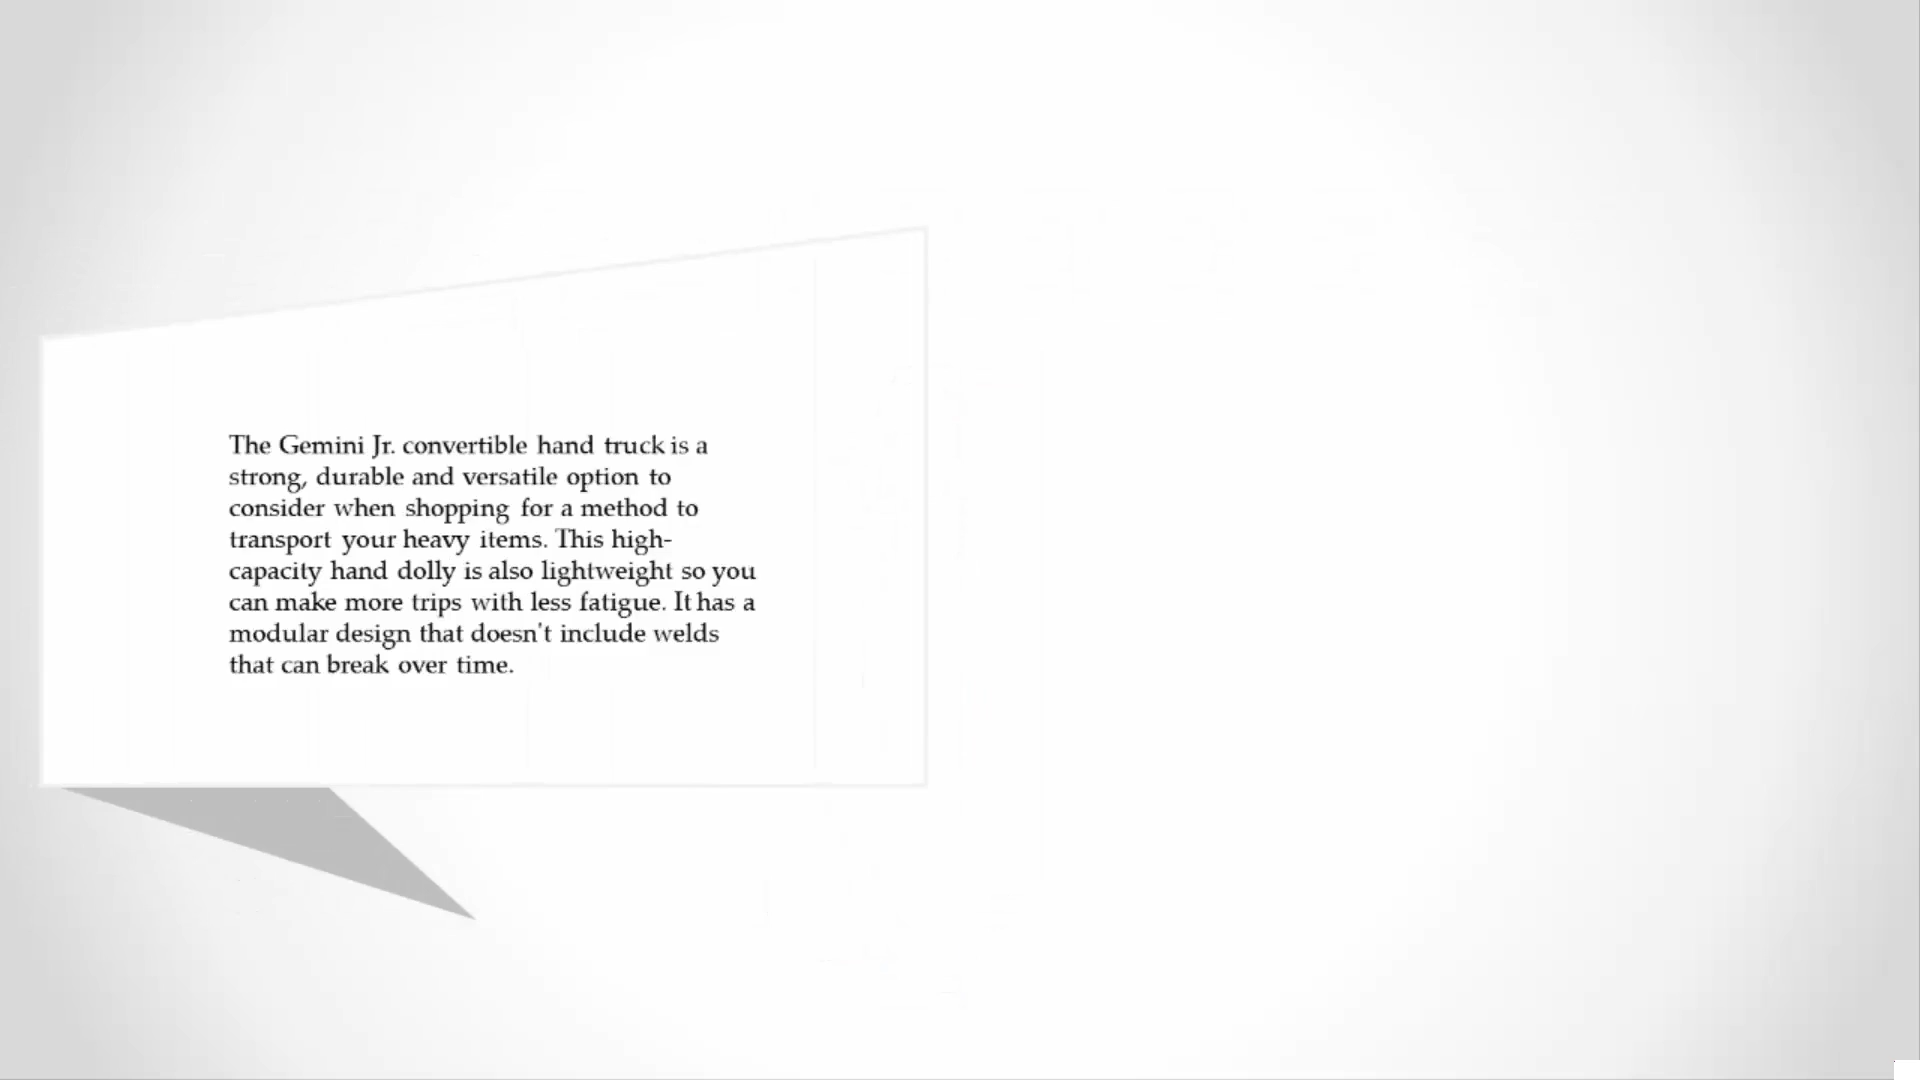 The Gemini Jr. convertible hand truck is a
strong, durable and versatile option to
consider when shopping for a method to
transport your heavy items. This high-
capacity hand dolly is also lightweight so you
can make more trips with less fatigue. It has a
modular design that doesn't include welds
that can break over time.